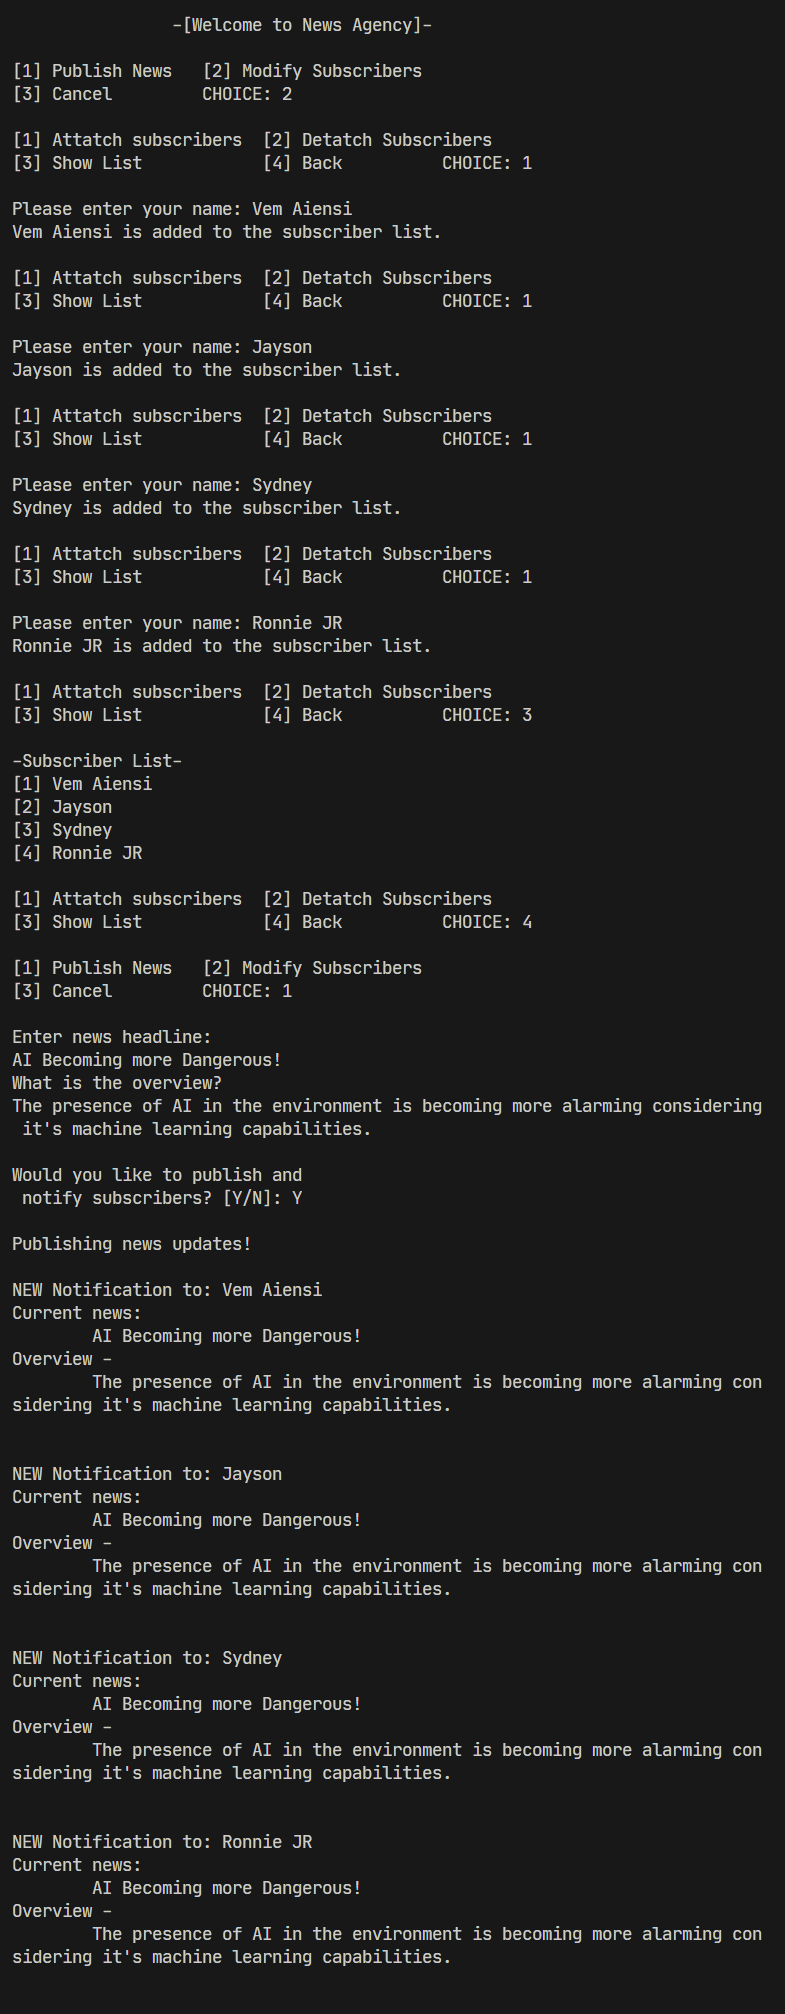 -[Welcome to News Agency]-
[1] Publish News   [2] Modify Subscribers
[3] Cancel         CHOICE: 2
[1] Attatch subscribers  [2] Detatch Subscribers
[3] Show List            [4] Back          CHOICE: 1
Please enter your name: Vem Aiensi
Vem Aiensi is added to the subscriber list.
[1] Attatch subscribers  [2] Detatch Subscribers
[3] Show List            [4] Back          CHOICE: 1
Please enter your name: Jayson
Jayson is added to the subscriber list.
[1] Attatch subscribers  [2] Detatch Subscribers
[3] Show List            [4] Back          CHOICE: 1
Please enter your name: Sydney
Sydney is added to the subscriber list.
[1] Attatch subscribers  [2] Detatch Subscribers
[3] Show List            [4] Back          CHOICE: 1
Please enter your name: Ronnie JR
Ronnie JR is added to the subscriber list.
[1] Attatch subscribers  [2] Detatch Subscribers
[3] Show List            [4] Back          CHOICE: 3
-Subscriber List-
[1] Vem Aiensi
[2] Jayson
[3] Sydney
[4] Ronnie JR
[1] Attatch subscribers  [2] Detatch Subscribers
[3] Show List            [4] Back          CHOICE: 4
[1] Publish News   [2] Modify Subscribers
[3] Cancel         CHOICE: 1
Enter news headline:
AI Becoming more Dangerous!
What is the overview?
The presence of AI in the environment is becoming more alarming considering
it's machine learning capabilities.
Would you like to publish and
notify subscribers? [Y/N]: Y
Publishing news updates!
NEW Notification to: Vem Aiensi
Current news:
AI Becoming more Dangerous!
Overview -
The presence of AI in the environment is becoming more alarming con
sidering it's machine learning capabilities.
NEW Notification to: Jayson
Current news:
AI Becoming more Dangerous!
Overview -
The presence of AI in the environment is becoming more alarming con
sidering it's machine learning capabilities.
NEW Notification to: Sydney
Current news:
AI Becoming more Dangerous!
Overview -
The presence of AI in the environment is becoming more alarming con
sidering it's machine learning capabilities.
NEW Notification to: Ronnie JR
Current news:
AI Becoming more Dangerous!
Overview -
The presence of AI in the environment is becoming more alarming con
sidering it's machine learning capabilities.